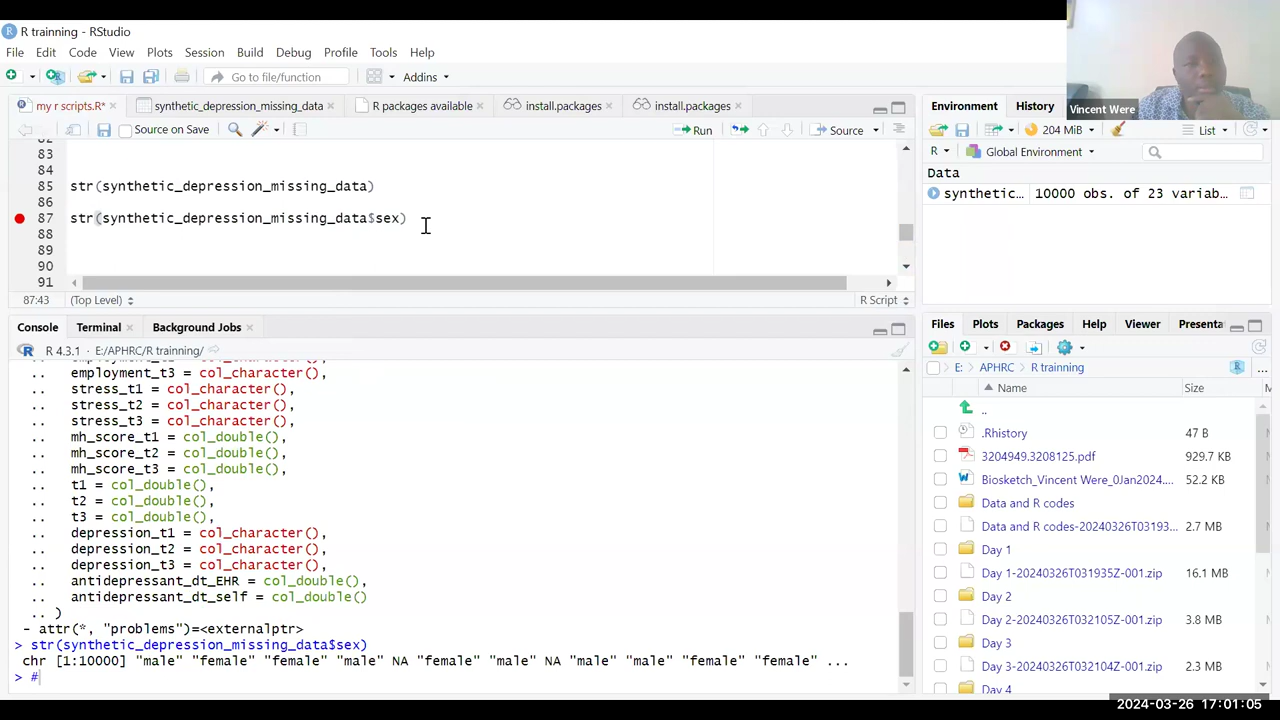 R trainning - RStudio
File Edit Code View Plots Session Build Debug Profile Tools Help
Go to file/function Addins
Vincent Were
my r scripts.R* synthetic_depression_missing_data R packages available install.packages install.packages
Source on Save Run Source
82
83
84
85 str(synthetic_depression_missing_data)
86
87 str(synthetic_depression_missing_data$sex)
88
89
90
91
87:43 (Top Level) R Script
Console Terminal Background Jobs
R 4.3.1 · E:/APHRC/R trainning/
.. employment_t2 = col_character(),
.. employment_t3 = col_character(),
.. stress_t1 = col_character(),
.. stress_t2 = col_character(),
.. stress_t3 = col_character(),
.. mh_score_t1 = col_double(),
.. mh_score_t2 = col_double(),
.. mh_score_t3 = col_double(),
.. t1 = col_double(),
.. t2 = col_double(),
.. t3 = col_double(),
.. depression_t1 = col_character(),
.. depression_t2 = col_character(),
.. depression_t3 = col_character(),
.. antidepressant_dt_EHR = col_double(),
.. antidepressant_dt_self = col_double()
.. )
- attr(*, "problems")=<externalptr>
> str(synthetic_depression_missing_data$sex)
chr [1:10000] "male" "female" "female" "male" NA "female" "male" NA "male" "male" "female" "female" ...
> #
Environment History
204 MiB List
R Global Environment
Data
synthetic... 10000 obs. of 23 variab...
Files Plots Packages Help Viewer Presenta
E: APHRC R trainning ...
Name Size M
..
.Rhistory 47 B
3204949.3208125.pdf 929.7 KB
Biosketch_Vincent Were_0Jan2024.... 52.2 KB
Data and R codes
Data and R codes-20240326T03193... 2.7 MB
Day 1
Day 1-20240326T031935Z-001.zip 16.1 MB
Day 2
Day 2-20240326T032105Z-001.zip 3.8 MB
Day 3
Day 3-20240326T032104Z-001.zip 2.3 MB
Day 4
2024-03-26 17:01:05